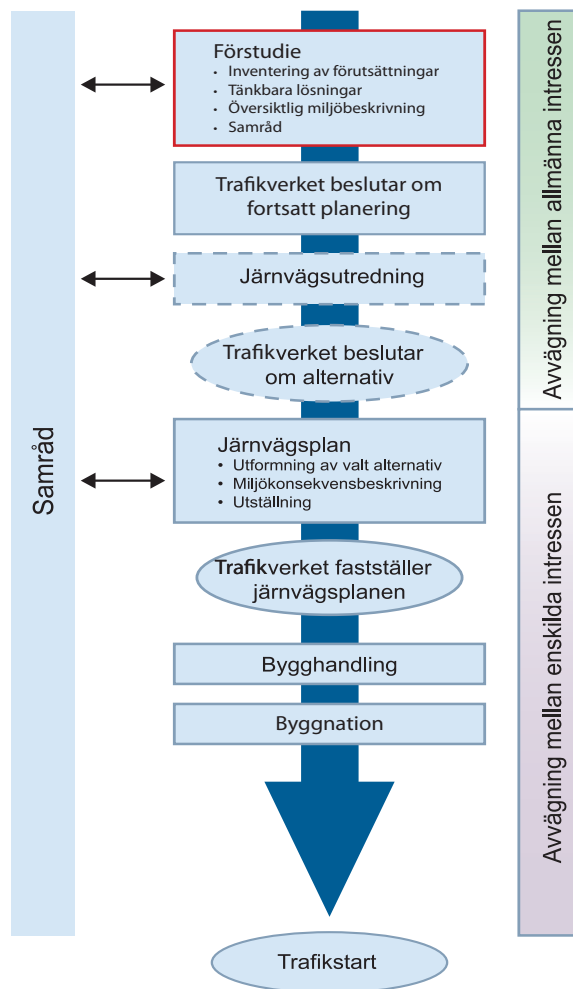 Förstudie
• Inventering av förutsättningar
• Tänkbara lösningar
• Översiktlig miljöbeskrivning
• Samråd
Trafikverket beslutar om
fortsatt planering
Järnvägsutredning
Trafikverket beslutar
om alternativ
Järnvägsplan
• Utformning av valt alternativ
• Miljökonsekvensbeskrivning
• Utställning
Trafikverket fastställer
järnvägsplanen
Bygghandling
Byggnation
Trafikstart
Samråd
Avvägning mellan allmänna intressen
Avvägning mellan enskilda intressen